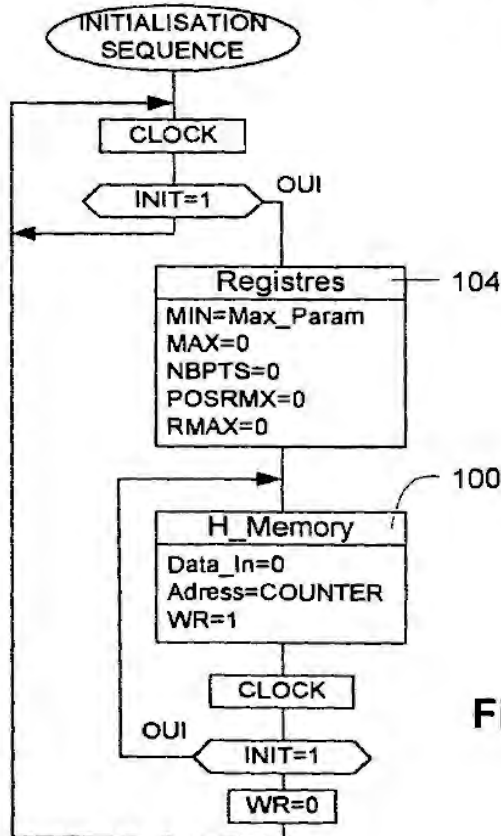 INITIALISATION
SEQUENCE
CLOCK
INIT=1
OUI
Registres
104
MIN=Max_Param
MAX=0
NBPTS=0
POSRMX=0
RMAX=0
100
H_Memory
Data_In=0
Adress=COUNTER
WR=1
CLOCK
OUI
INIT=1
WR=0